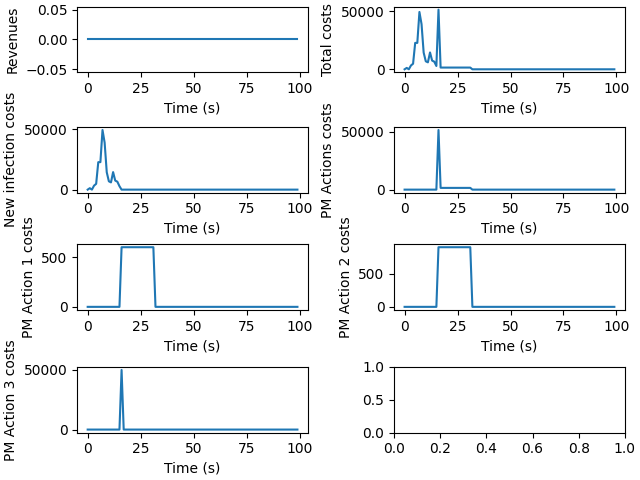 Revenues
0.05
0.00
−0.05
0 25 50 75 100
Time (s)
Total costs
50000
0
0 25 50 75 100
Time (s)
New infection costs
50000
0
0 25 50 75 100
Time (s)
PM Actions costs
50000
0
0 25 50 75 100
Time (s)
PM Action 1 costs
500
0
0 25 50 75 100
Time (s)
PM Action 2 costs
500
0
0 25 50 75 100
Time (s)
PM Action 3 costs
50000
0
0 25 50 75 100
Time (s)
1.0
0.5
0.0
0.0 0.2 0.4 0.6 0.8 1.0